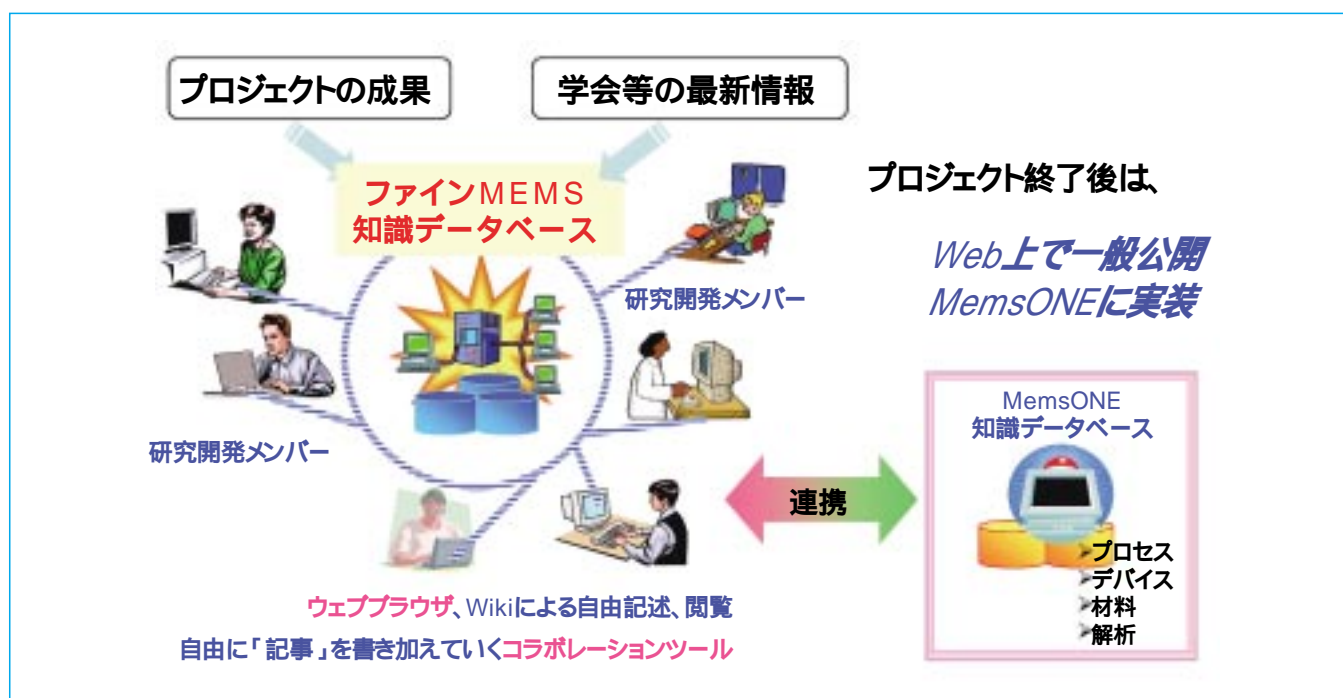 プロジェクトの成果
学会等の最新情報
ファインMEMS
知識データベース
研究開発メンバー
研究開発メンバー
ウェブブラウザ、Wikiによる自由記述、閲覧
自由に「記事」を書き加えていくコラボレーションツール
プロジェクト終了後は、
Web上で一般公開
MemsONEに実装
連携
MemsONE
知識データベース
➢プロセス
➢デバイス
➢材料
➢解析